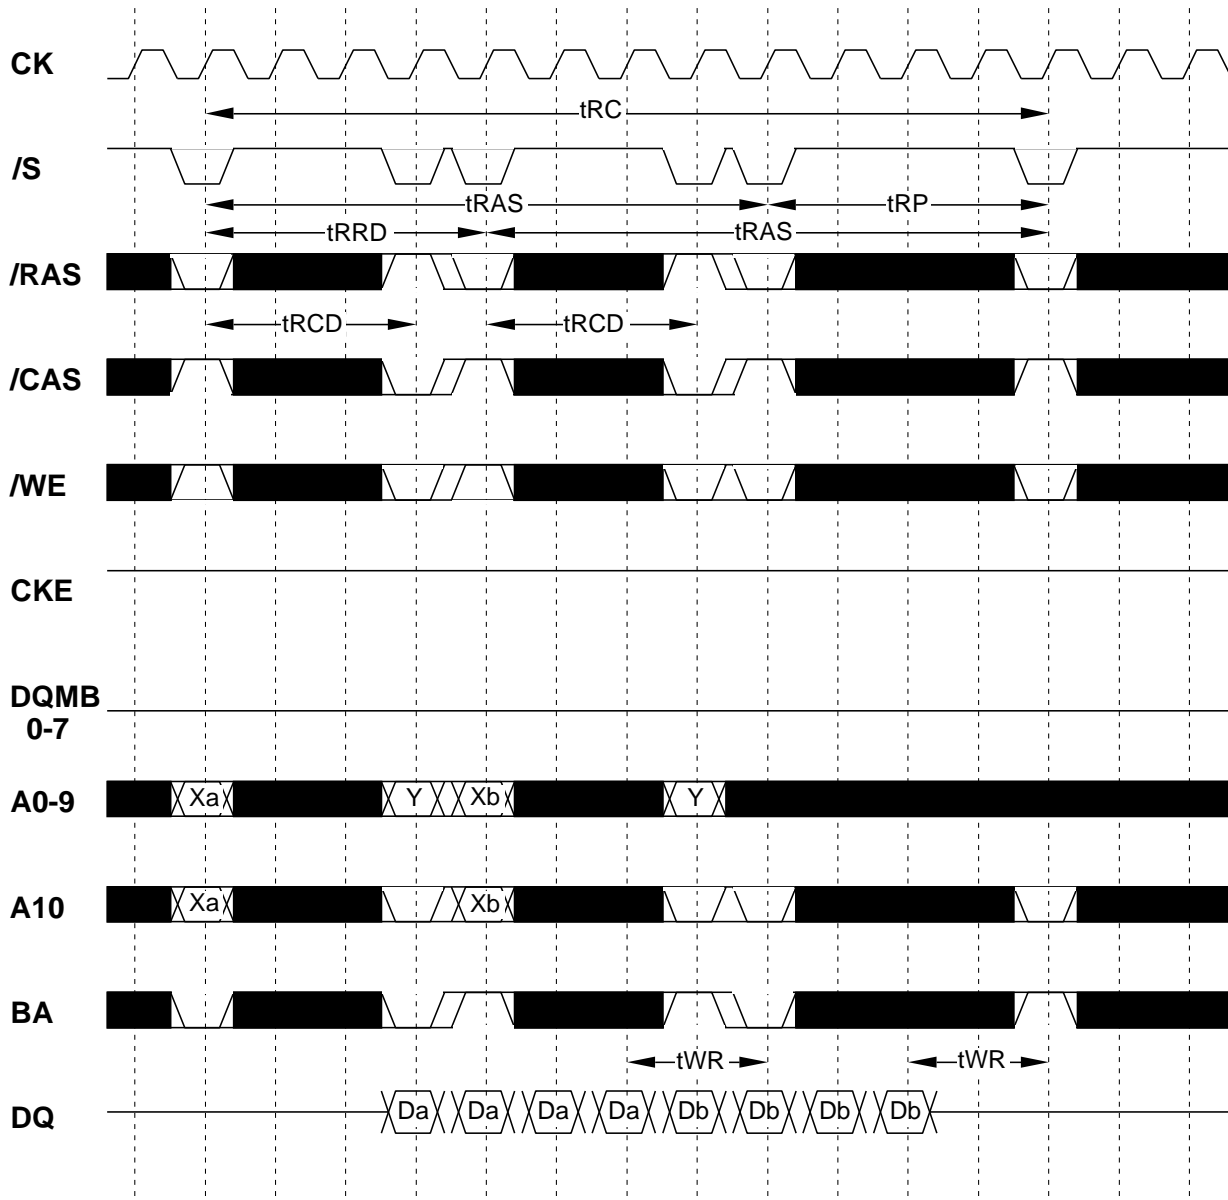 CK
tRC
/S
tRAS tRP
tRRD tRAS
/RAS
tRCD tRCD
/CAS
/WE
CKE
DQMB
0-7
A0-9 Xa Y Xb Y
A10 Xa Xb
BA
tWR tWR
DQ Da Da Da Da Db Db Db Db